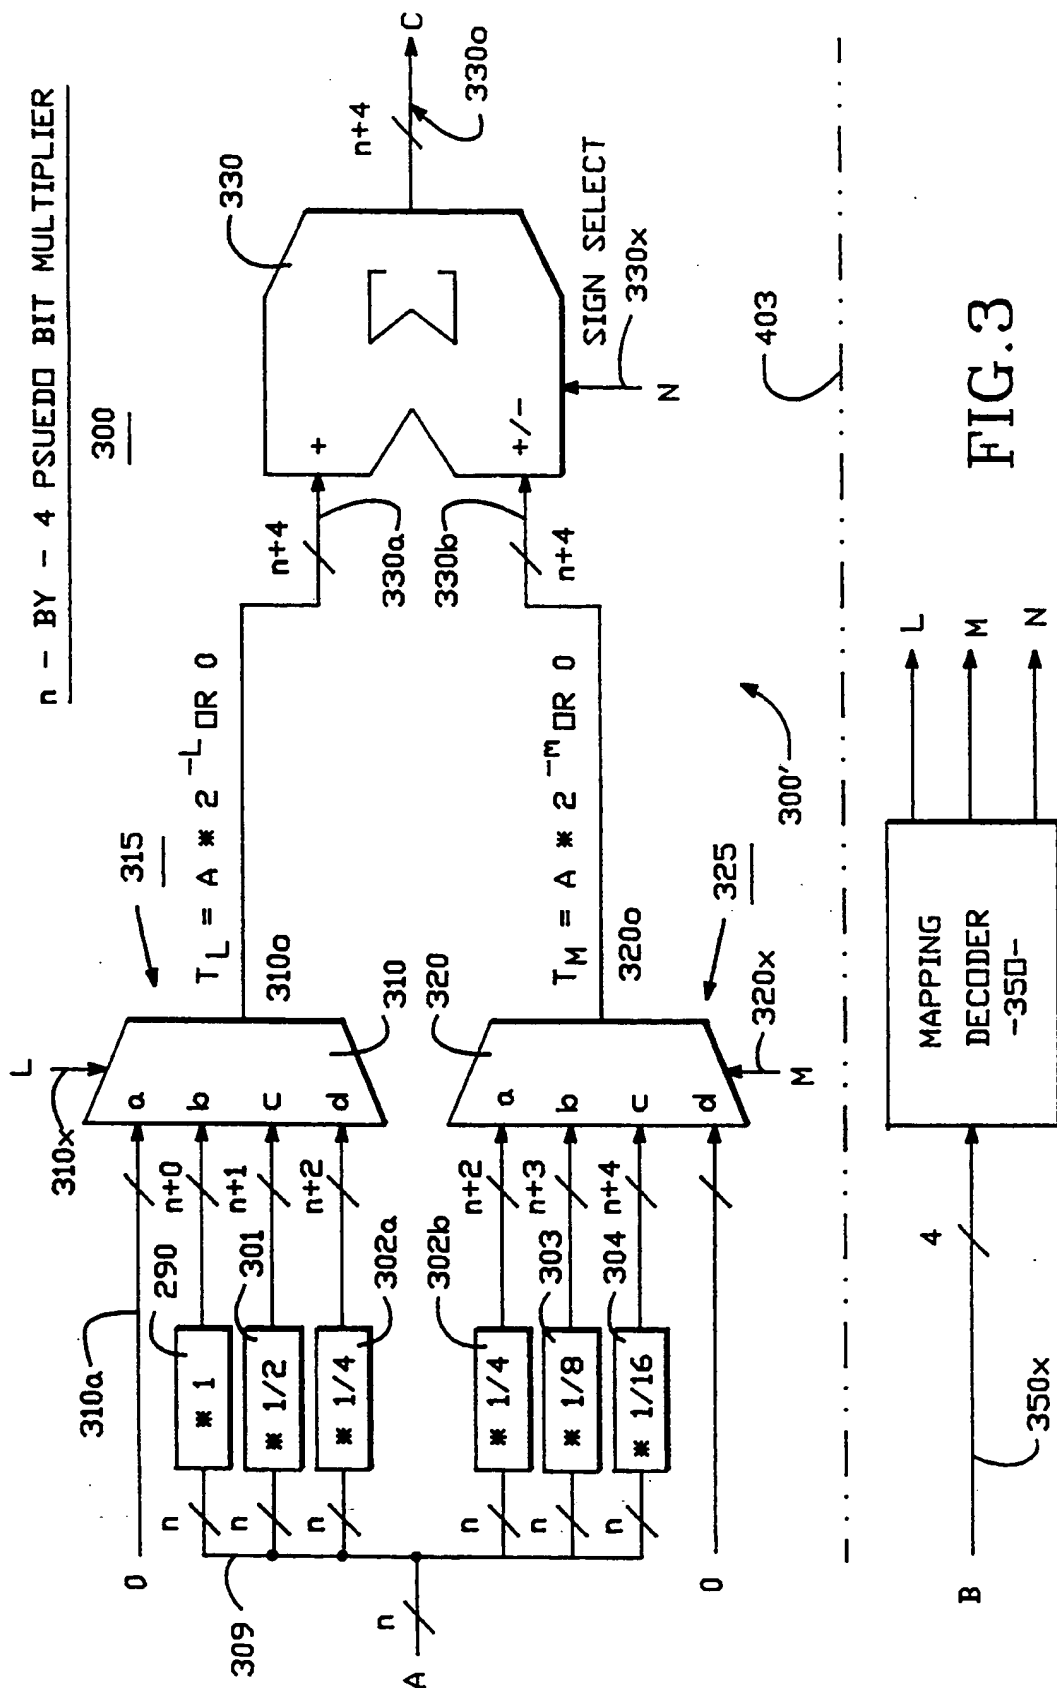 n - BY - 4 PSUEDO BIT MULTIPLIER
300
L
310x
315
T_L = A * 2^-L OR 0
310o
310
310a
0
a
b
c
d
n+0
n+1
n+2
290
301
302a
* 1
* 1/2
* 1/4
n
n
n
309
A
n
302b
303
304
* 1/4
* 1/8
* 1/16
n
n
n
n+2
n+3
n+4
0
a
b
c
d
320
T_M = A * 2^-m OR 0
320o
325
320x
M
n+4
330a
330b
n+4
+
+/-
Σ
330
n+4
C
330o
SIGN SELECT
330x
N
300'
403
B
350x
4
MAPPING
DECODER
-350-
L
M
N
FIG.3